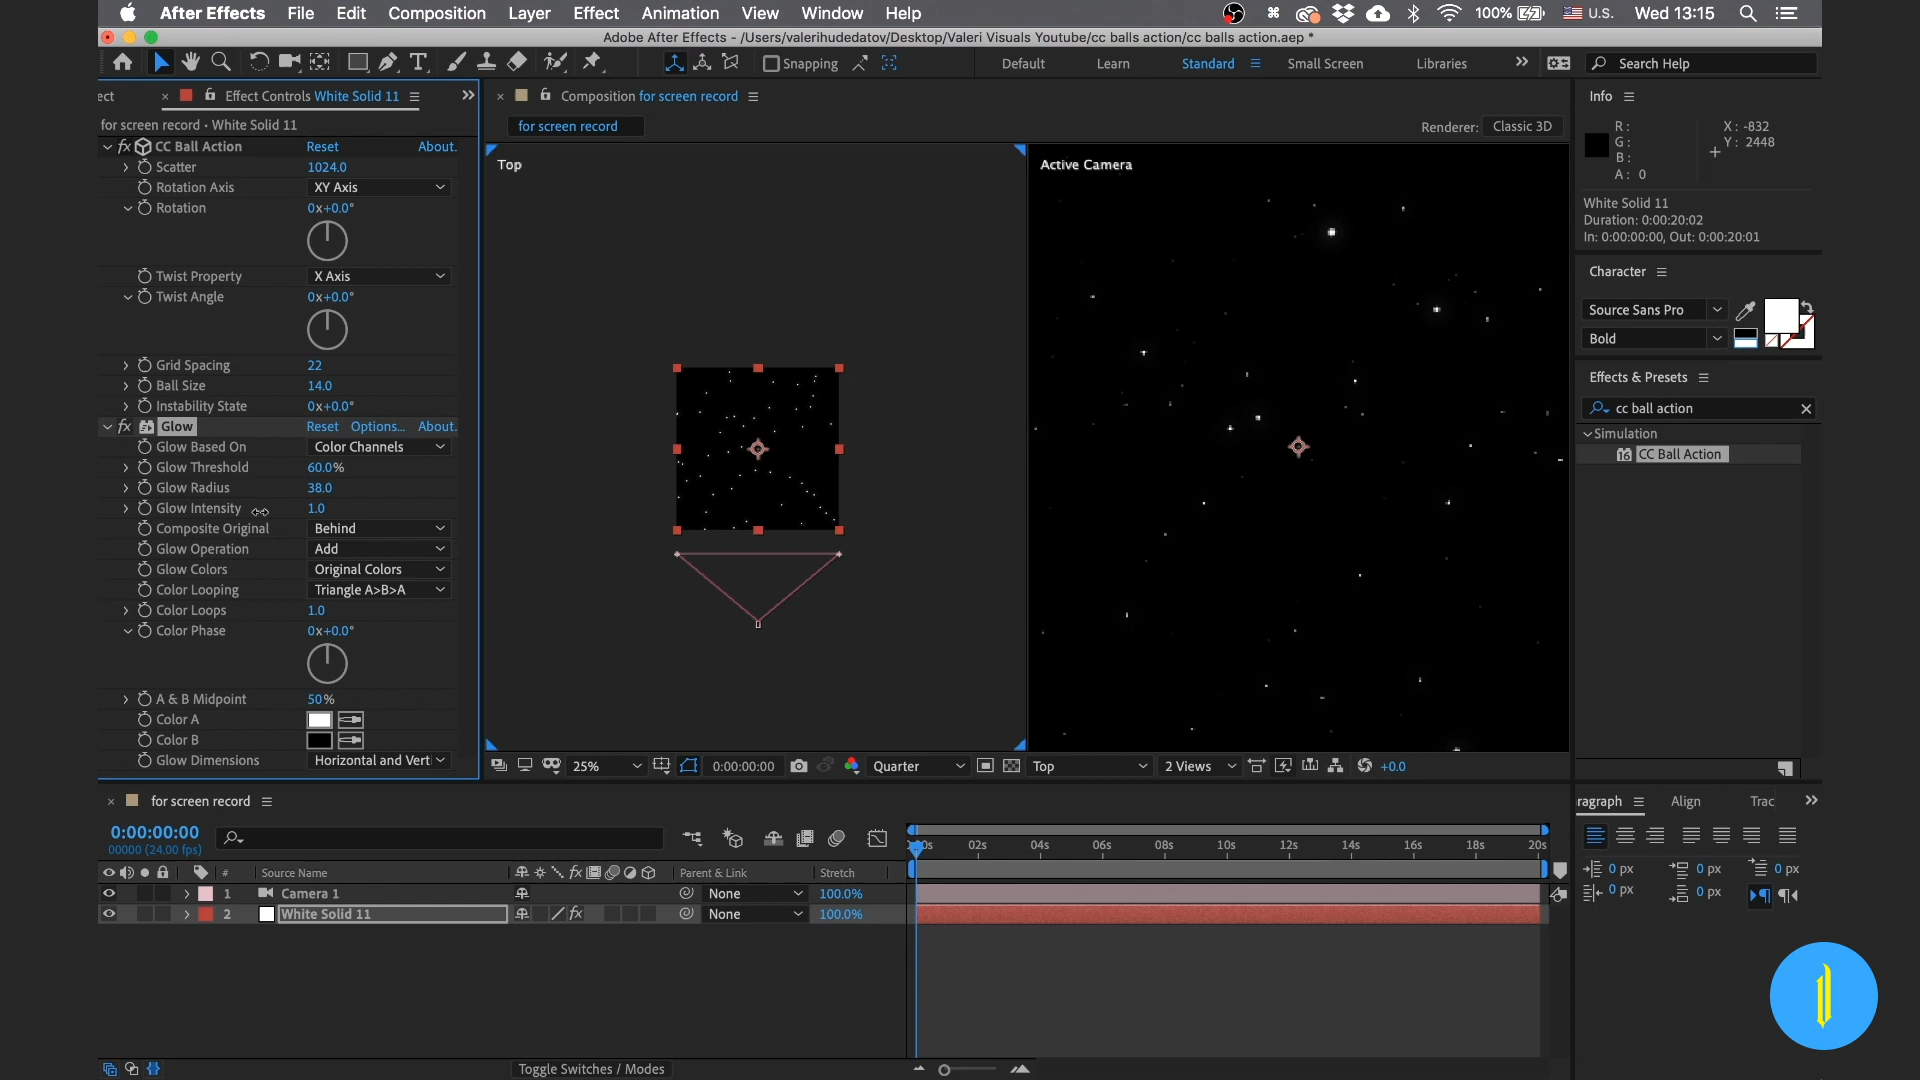 After Effects File Edit Composition Layer Effect Animation View Window Help 100% U.S. Wed 13:15
Adobe After Effects - /Users/valerihudedatov/Desktop/Valeri Visuals Youtube/cc balls action/cc balls action.aep *
Snapping Default Learn Standard Small Screen Libraries Search Help
ect Effect Controls White Solid 11
for screen record • White Solid 11
fx CC Ball Action Reset About.
Scatter 1024.0
Rotation Axis XY Axis
Rotation 0x+0.0°
Twist Property X Axis
Twist Angle 0x+0.0°
Grid Spacing 22
Ball Size 14.0
Instability State 0x+0.0°
fx Glow Reset Options... About.
Glow Based On Color Channels
Glow Threshold 60.0%
Glow Radius 38.0
Glow Intensity 1.0
Composite Original Behind
Glow Operation Add
Glow Colors Original Colors
Color Looping Triangle A>B>A
Color Loops 1.0
Color Phase 0x+0.0°
A & B Midpoint 50%
Color A
Color B
Glow Dimensions Horizontal and Verti
Composition for screen record
for screen record
Renderer: Classic 3D
Top
Active Camera
25% 0:00:00:00 Quarter Top 2 Views +0.0
Info
R: X: -832
G: Y: 2448
B:
A: 0
White Solid 11
Duration: 0:00:20:02
In: 0:00:00:00, Out: 0:00:20:01
Character
Source Sans Pro
Bold
Effects & Presets
cc ball action
Simulation
16 CC Ball Action
for screen record
0:00:00:00
00000 (24.00 fps)
# Source Name fx Parent & Link Stretch
1 Camera 1 None 100.0%
2 White Solid 11 fx None 100.0%
02s 04s 06s 08s 10s 12s 14s 16s 18s 20s
Toggle Switches / Modes
ragraph Align Trac
0 px 0 px 0 px
0 px 0 px